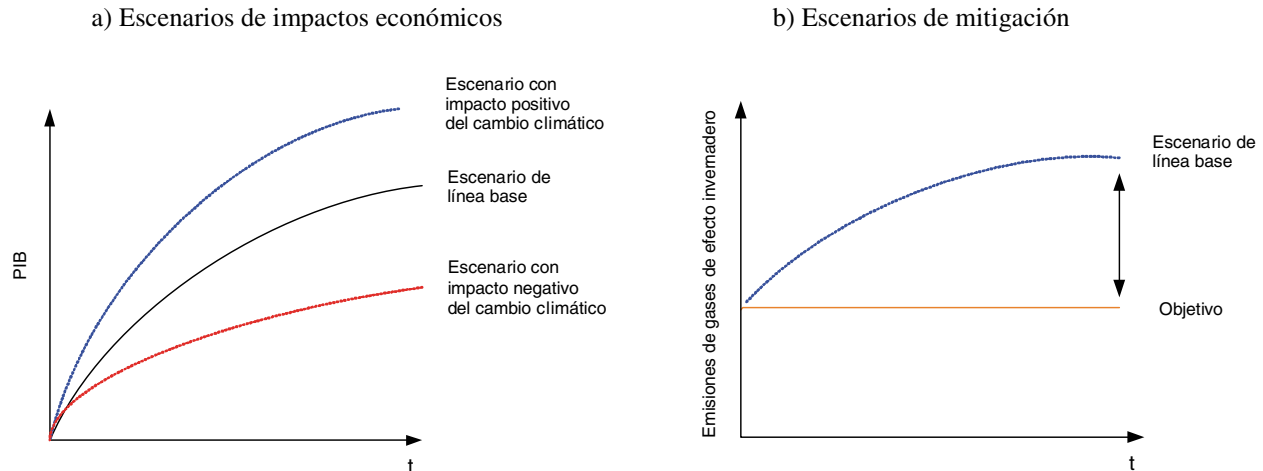 a) Escenarios de impactos económicos
Escenario con
impacto positivo
del cambio climático
Escenario de
línea base
Escenario con
impacto negativo
del cambio climático
PIB
t
b) Escenarios de mitigación
Emisiones de gases de efecto invernadero
Escenario de
línea base
Objetivo
t